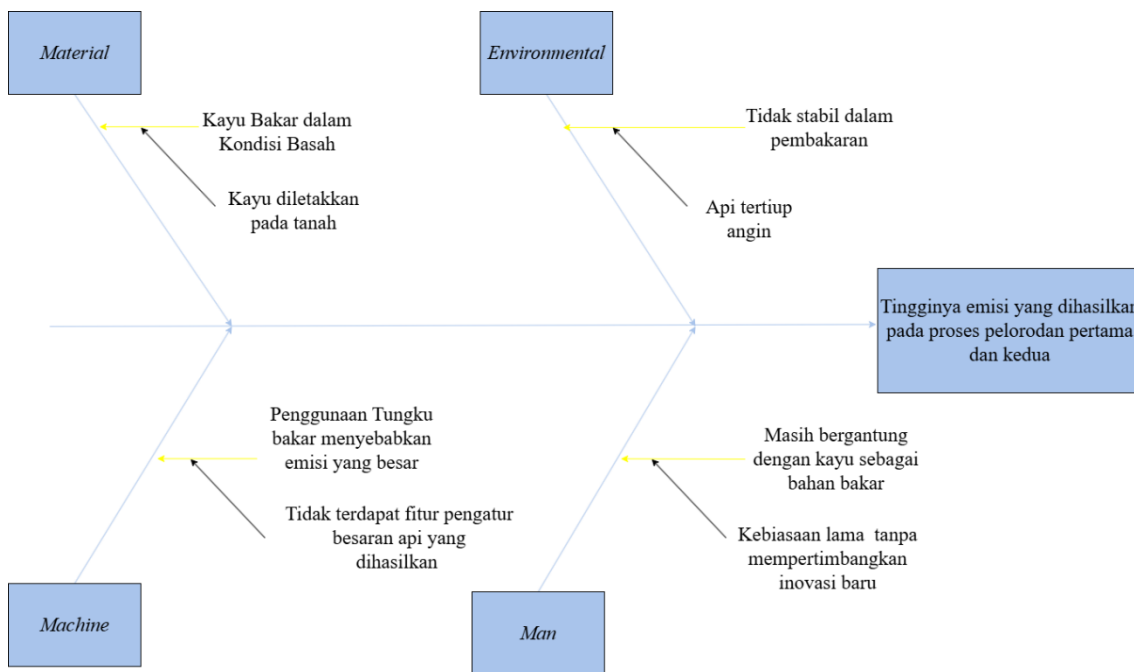 Material
Environmental
Kayu Bakar dalam
Kondisi Basah
Kayu diletakkan
pada tanah
Tidak stabil dalam
pembakaran
Api tertiup
angin
Tingginya emisi yang dihasilkan
pada proses pelorodan pertama
dan kedua
Penggunaan Tungku
bakar menyebabkan
emisi yang besar
Tidak terdapat fitur pengatur
besaran api yang
dihasilkan
Masih bergantung
dengan kayu sebagai
bahan bakar
Kebiasaan lama tanpa
mempertimbangkan
inovasi baru
Machine
Man